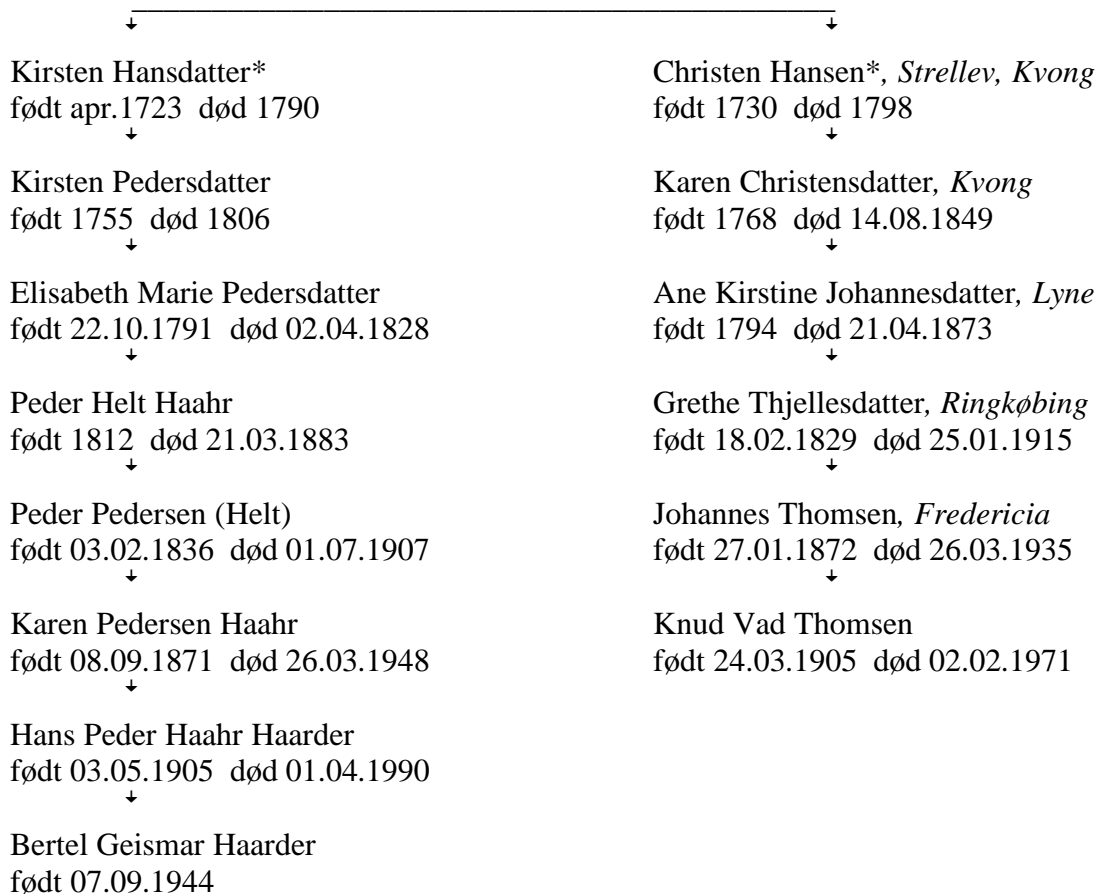 Kirsten Hansdatter*
født apr.1723 død 1790
Kirsten Pedersdatter
født 1755 død 1806
Elisabeth Marie Pedersdatter
født 22.10.1791 død 02.04.1828
Peder Helt Haahr
født 1812 død 21.03.1883
Peder Pedersen (Helt)
født 03.02.1836 død 01.07.1907
Karen Pedersen Haahr
født 08.09.1871 død 26.03.1948
Hans Peder Haahr Haarder
født 03.05.1905 død 01.04.1990
Bertel Geismar Haarder
født 07.09.1944
Christen Hansen*, Strellev, Kvong
født 1730 død 1798
Karen Christensdatter, Kvong
født 1768 død 14.08.1849
Ane Kirstine Johannesdatter, Lyne
født 1794 død 21.04.1873
Grethe Thjellesdatter, Ringkøbing
født 18.02.1829 død 25.01.1915
Johannes Thomsen, Fredericia
født 27.01.1872 død 26.03.1935
Knud Vad Thomsen
født 24.03.1905 død 02.02.1971